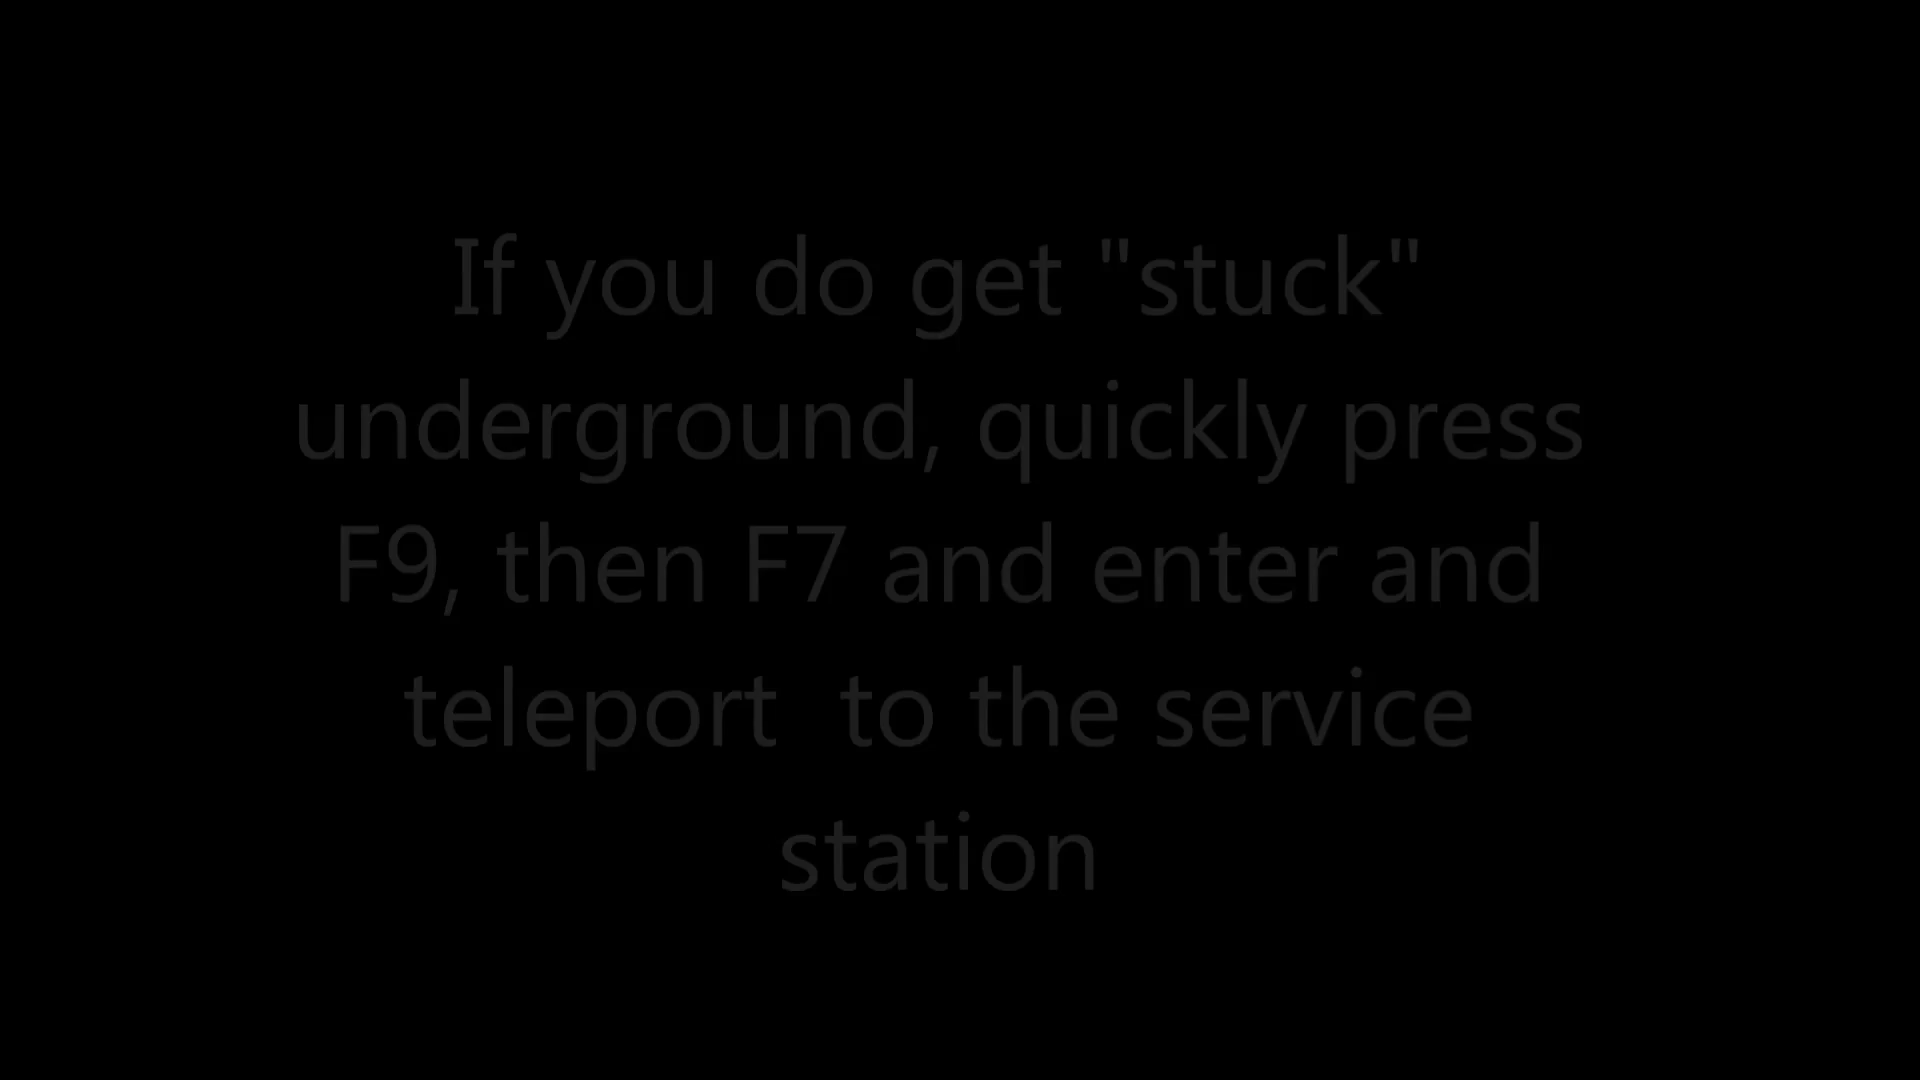 If you do get "stuck"
underground, quickly press
F9, then F7 and enter and
teleport  to the service
station